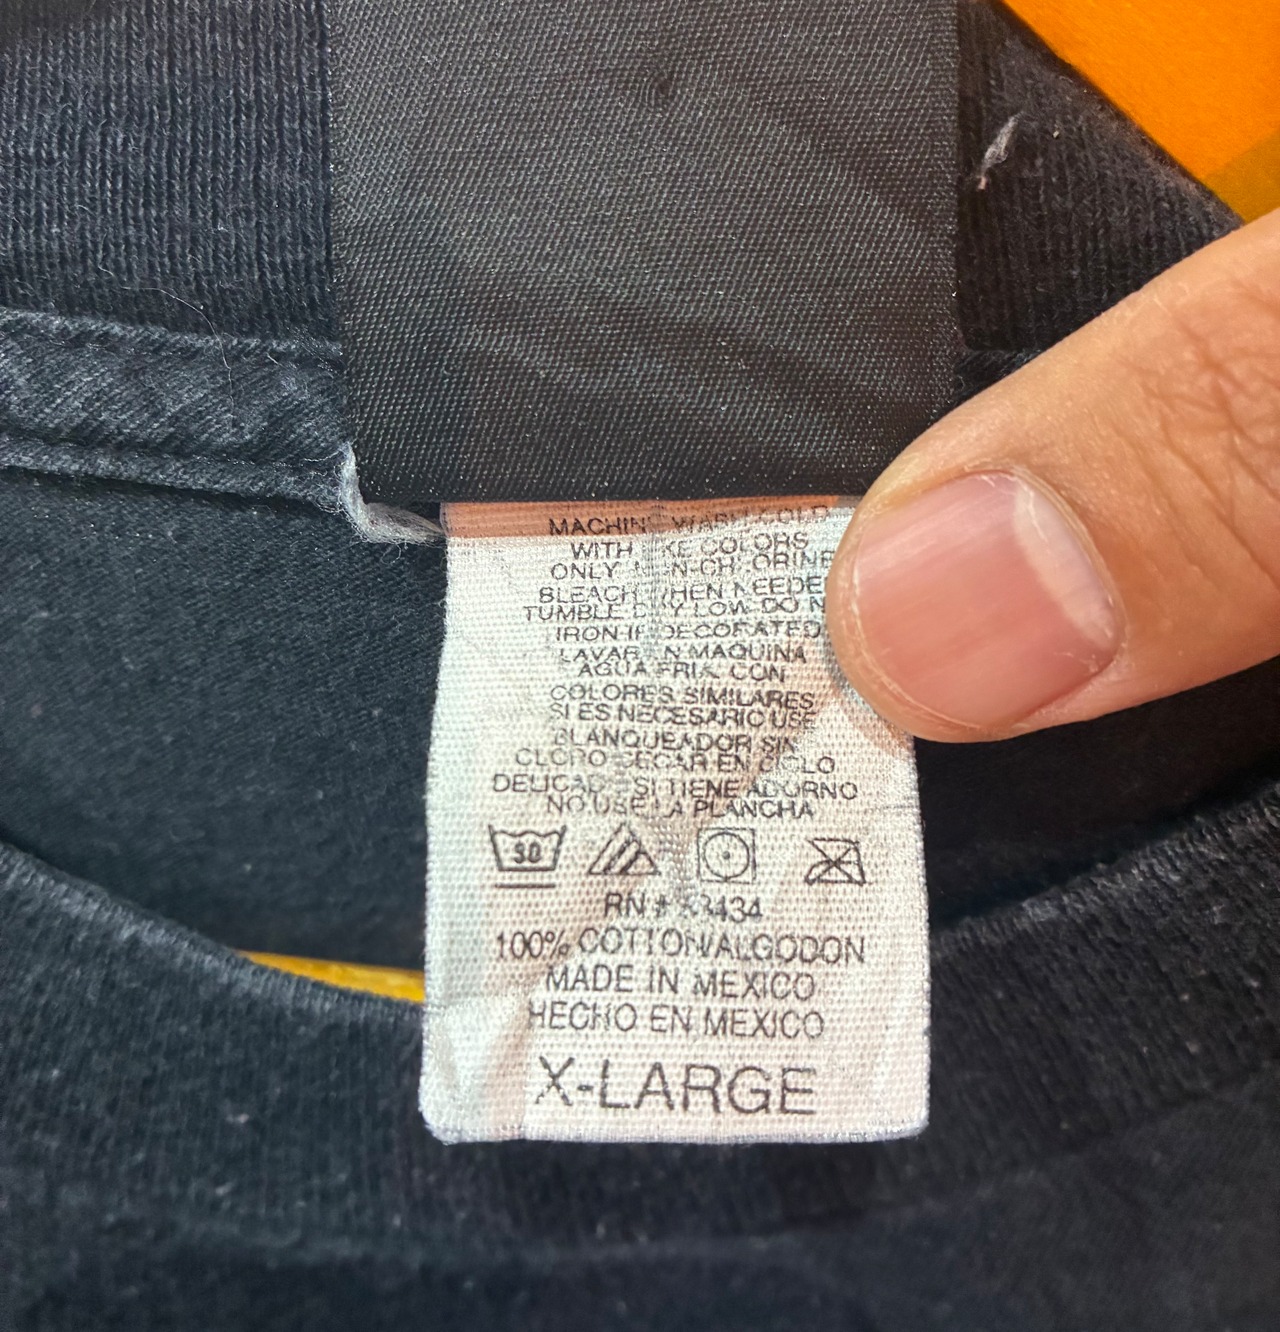 MACHINE WASH COLD
WITH LIKE COLORS
ONLY NON-CHLORINE
BLEACH WHEN NEEDED
TUMBLE DRY LOW DO N
IRON IF DECORATED
LAVAR EN MAQUINA
AGUA FRIA CON
COLORES SIMILARES
SI ES NECESARIO USE
BLANQUEADOR SIN
CLORO SECAR EN CICLO
DELICADO SI TIENE ADORNO
NO USE LA PLANCHA
30
RN #
100% COTTON/ALGODON
MADE IN MEXICO
HECHO EN MEXICO
X-LARGE